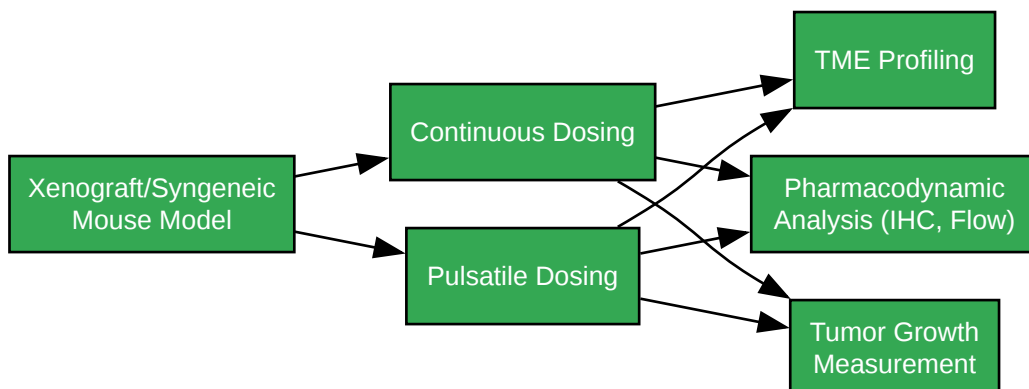 Xenograft/Syngeneic
Mouse Model
Continuous Dosing
Pulsatile Dosing
TME Profiling
Pharmacodynamic
Analysis (IHC, Flow)
Tumor Growth
Measurement